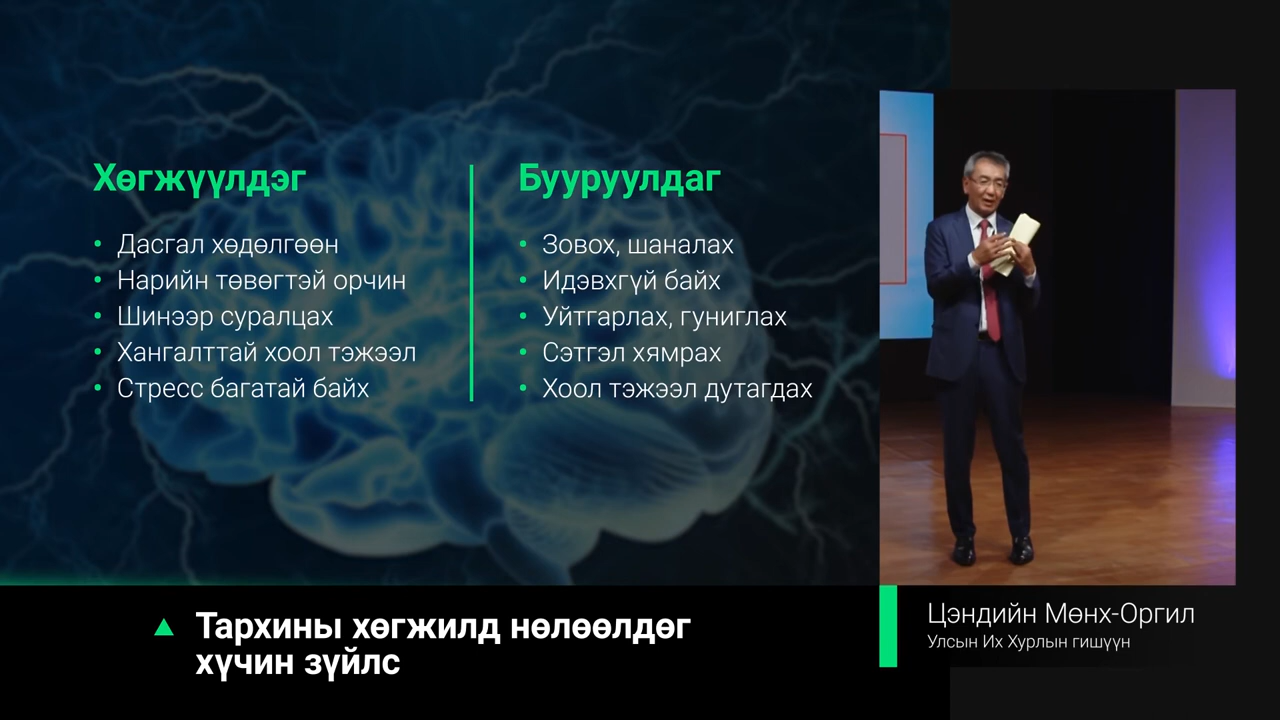 Хөгжүүлдэг
• Дасгал хөдөлгөөн
• Нарийн төвөгтэй орчин
• Шинээр суралцах
• Хангалттай хоол тэжээл
• Стресс багатай байх
Бууруулдаг
• Зовох, шаналах
• Идэвхгүй байх
• Уйтгарлах, гуниглах
• Сэтгэл хямрах
• Хоол тэжээл дутагдах
Тархины хөгжилд нөлөөлдөг
хүчин зүйлс
Цэндийн Мөнх-Оргил
Улсын Их Хурлын гишүүн